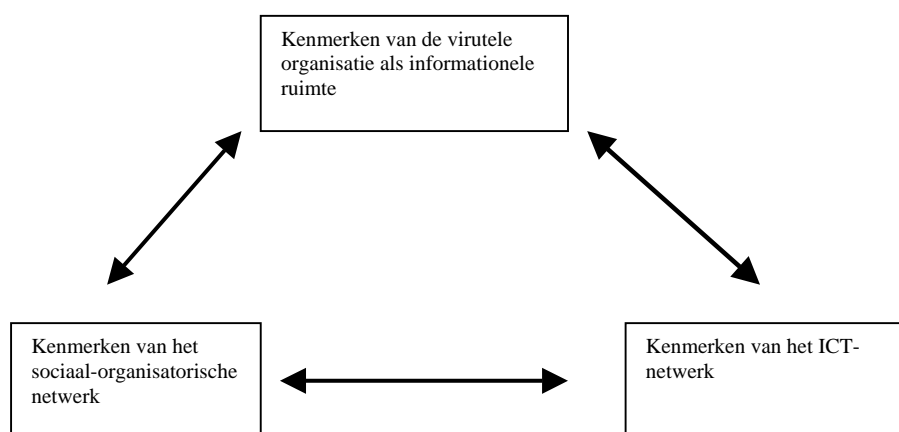 Kenmerken van de virutele
organisatie als informationele
ruimte
Kenmerken van het
sociaal-organisatorische
netwerk
Kenmerken van het ICT-
netwerk